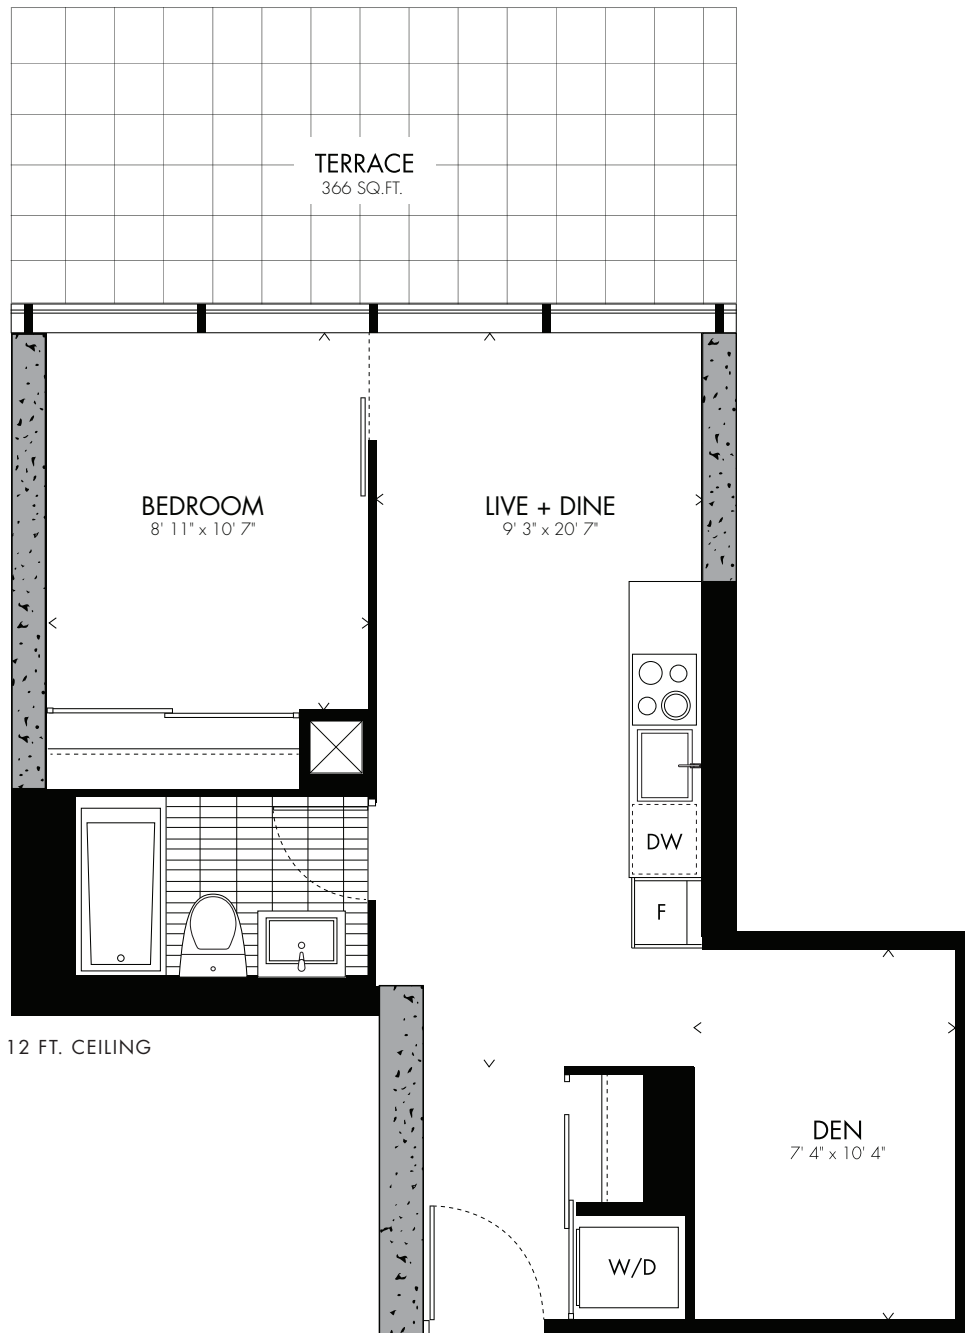 TERRACE
366 SQ.FT.
BEDROOM
8' 11" x 10' 7"
LIVE + DINE
9' 3" x 20' 7"
DW
F
12 FT. CEILING
DEN
7' 4" x 10' 4"
W/D